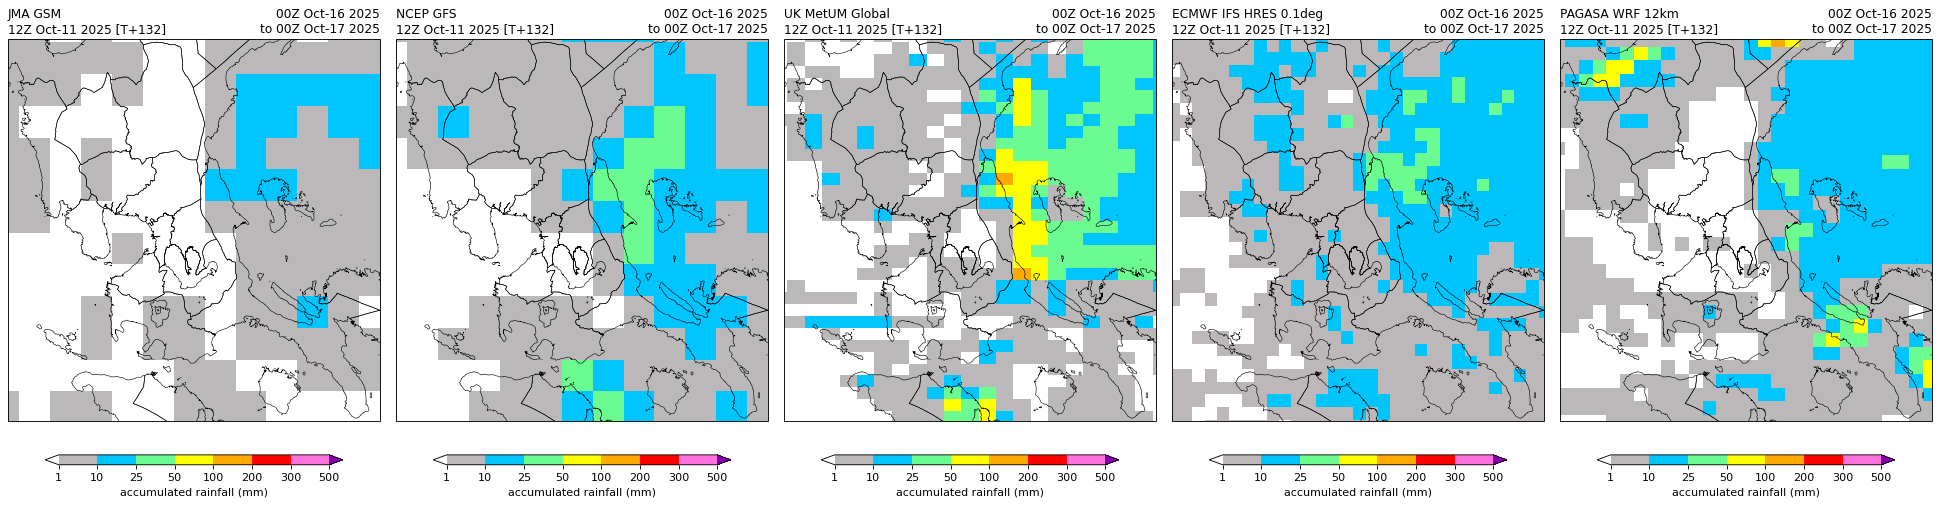 JMA GSM 00Z Oct-16 2025
12Z Oct-11 2025 [T+132] to 00Z Oct-17 2025
1 10 25 50 100 200 300 500
accumulated rainfall (mm)
NCEP GFS 00Z Oct-16 2025
12Z Oct-11 2025 [T+132] to 00Z Oct-17 2025
1 10 25 50 100 200 300 500
accumulated rainfall (mm)
UK MetUM Global 00Z Oct-16 2025
12Z Oct-11 2025 [T+132] to 00Z Oct-17 2025
1 10 25 50 100 200 300 500
accumulated rainfall (mm)
ECMWF IFS HRES 0.1deg 00Z Oct-16 2025
12Z Oct-11 2025 [T+132] to 00Z Oct-17 2025
1 10 25 50 100 200 300 500
accumulated rainfall (mm)
PAGASA WRF 12km 00Z Oct-16 2025
12Z Oct-11 2025 [T+132] to 00Z Oct-17 2025
1 10 25 50 100 200 300 500
accumulated rainfall (mm)